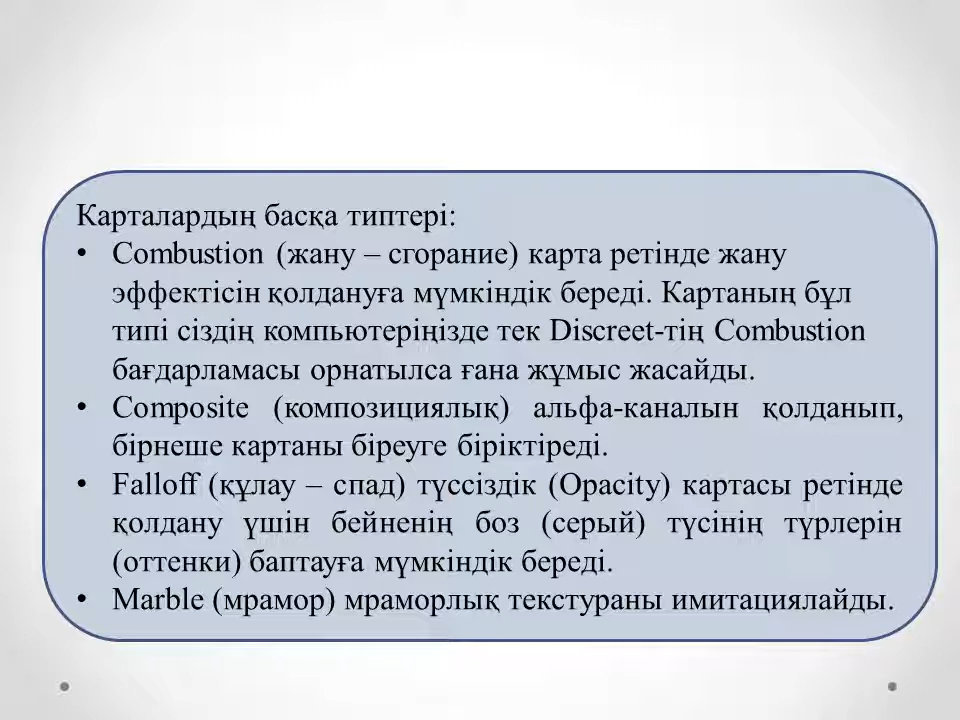 Карталардың басқа типтері:
• Combustion (жану – сгорание) карта ретінде жану
эффектісін қолдануға мүмкіндік береді. Картаның бұл
типі сіздің компьютеріңізде тек Discreet-тің Combustion
бағдарламасы орнатылса ғана жұмыс жасайды.
• Composite (композициялық) альфа-каналын қолданып,
бірнеше картаны біреуге біріктіреді.
• Falloff (құлау – спад) түссіздік (Opacity) картасы ретінде
қолдану үшін бейненің боз (серый) түсінің түрлерін
(оттенки) баптауға мүмкіндік береді.
• Marble (мрамор) мраморлық текстураны имитациялайды.